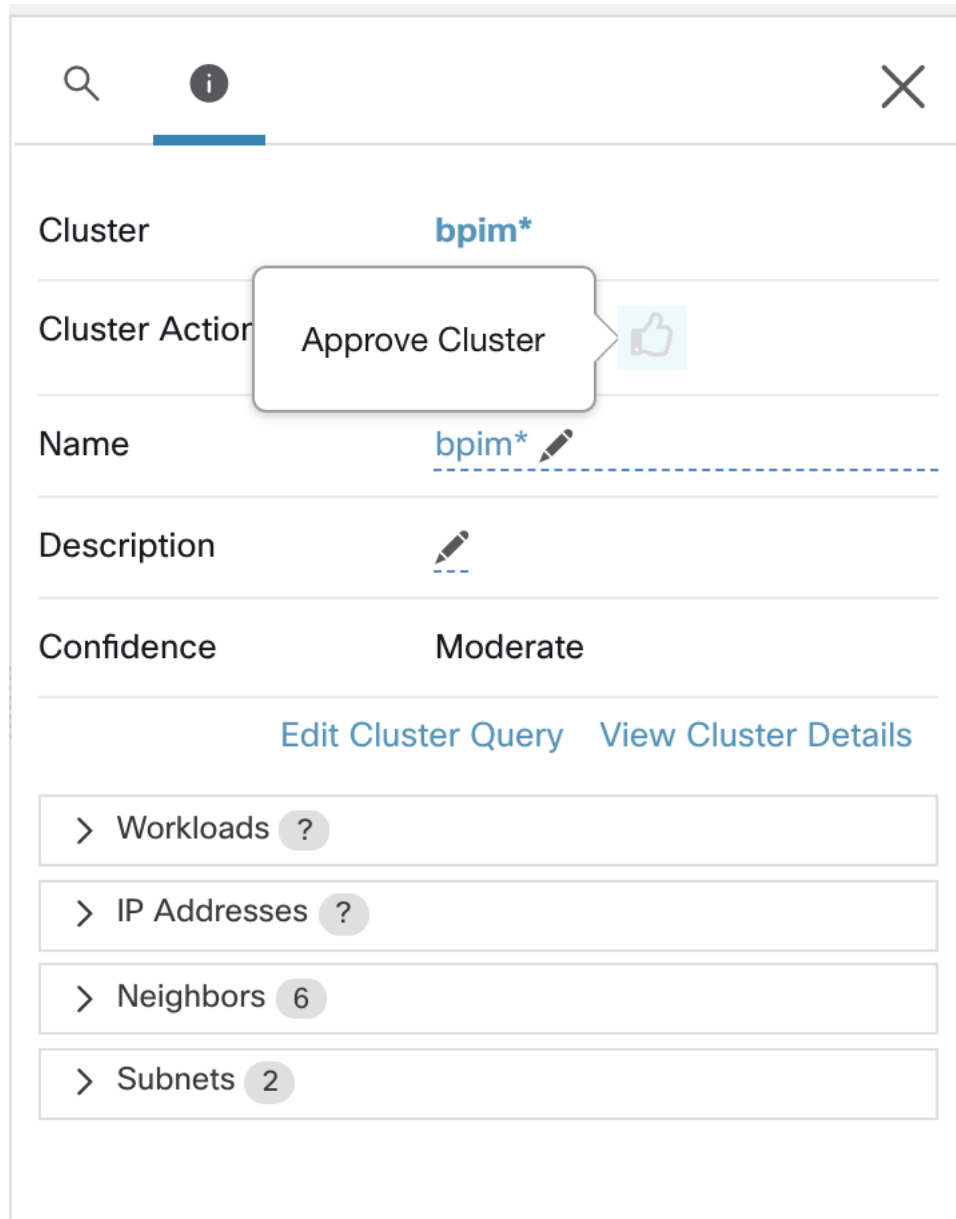 i
Cluster bpim*
Cluster Action
Approve Cluster
Name bpim*
Description
Confidence Moderate
Edit Cluster Query View Cluster Details
Workloads ?
IP Addresses ?
Neighbors 6
Subnets 2